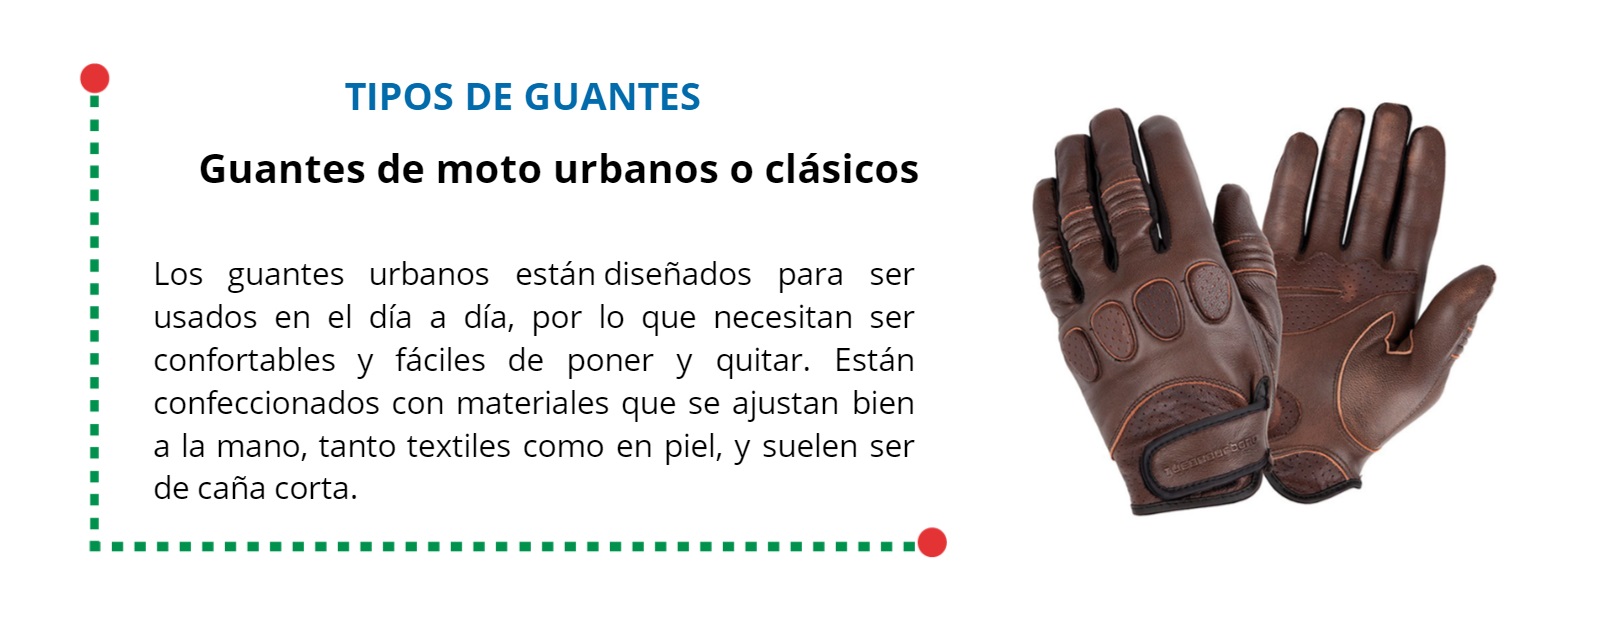 TIPOS DE GUANTES
Guantes de moto urbanos o clásicos
Los guantes urbanos están diseñados para ser
usados en el día a día, por lo que necesitan ser
confortables y fáciles de poner y quitar. Están
confeccionados con materiales que se ajustan bien
a la mano, tanto textiles como en piel, y suelen ser
de caña corta.